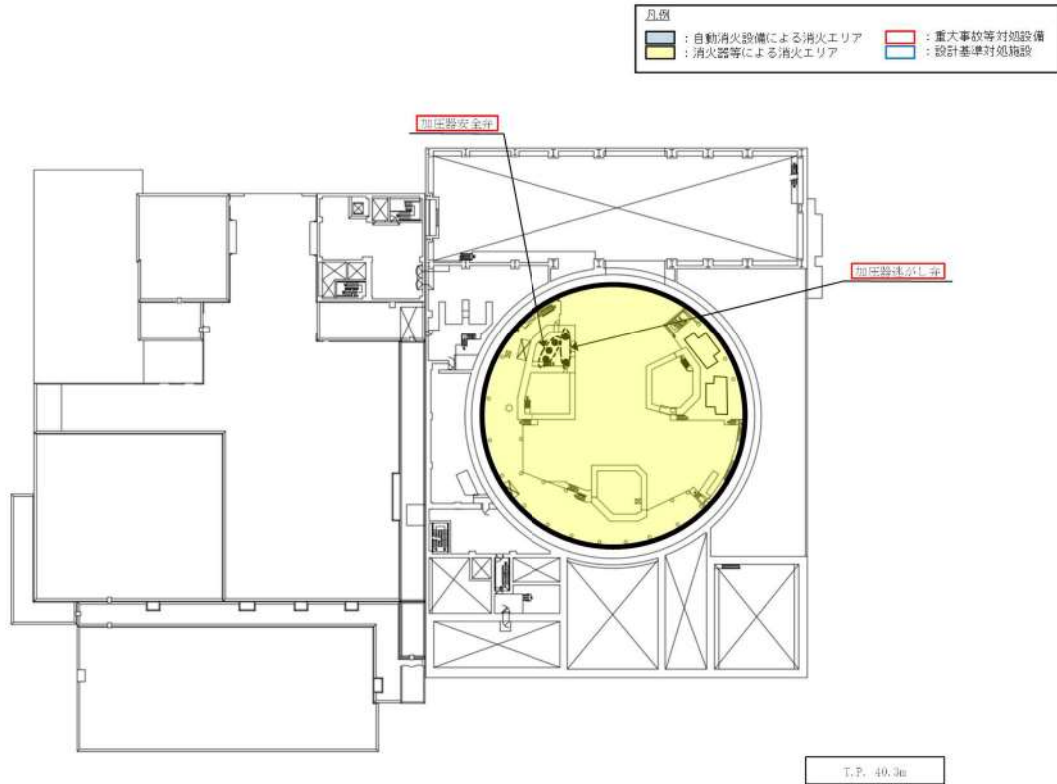 凡例
：自動消火設備による消火エリア
：重大事故等対処設備
：消火器等による消火エリア
：設計基準対処施設
加圧器安全弁
加圧器逃がし弁
T.P. 40.3m